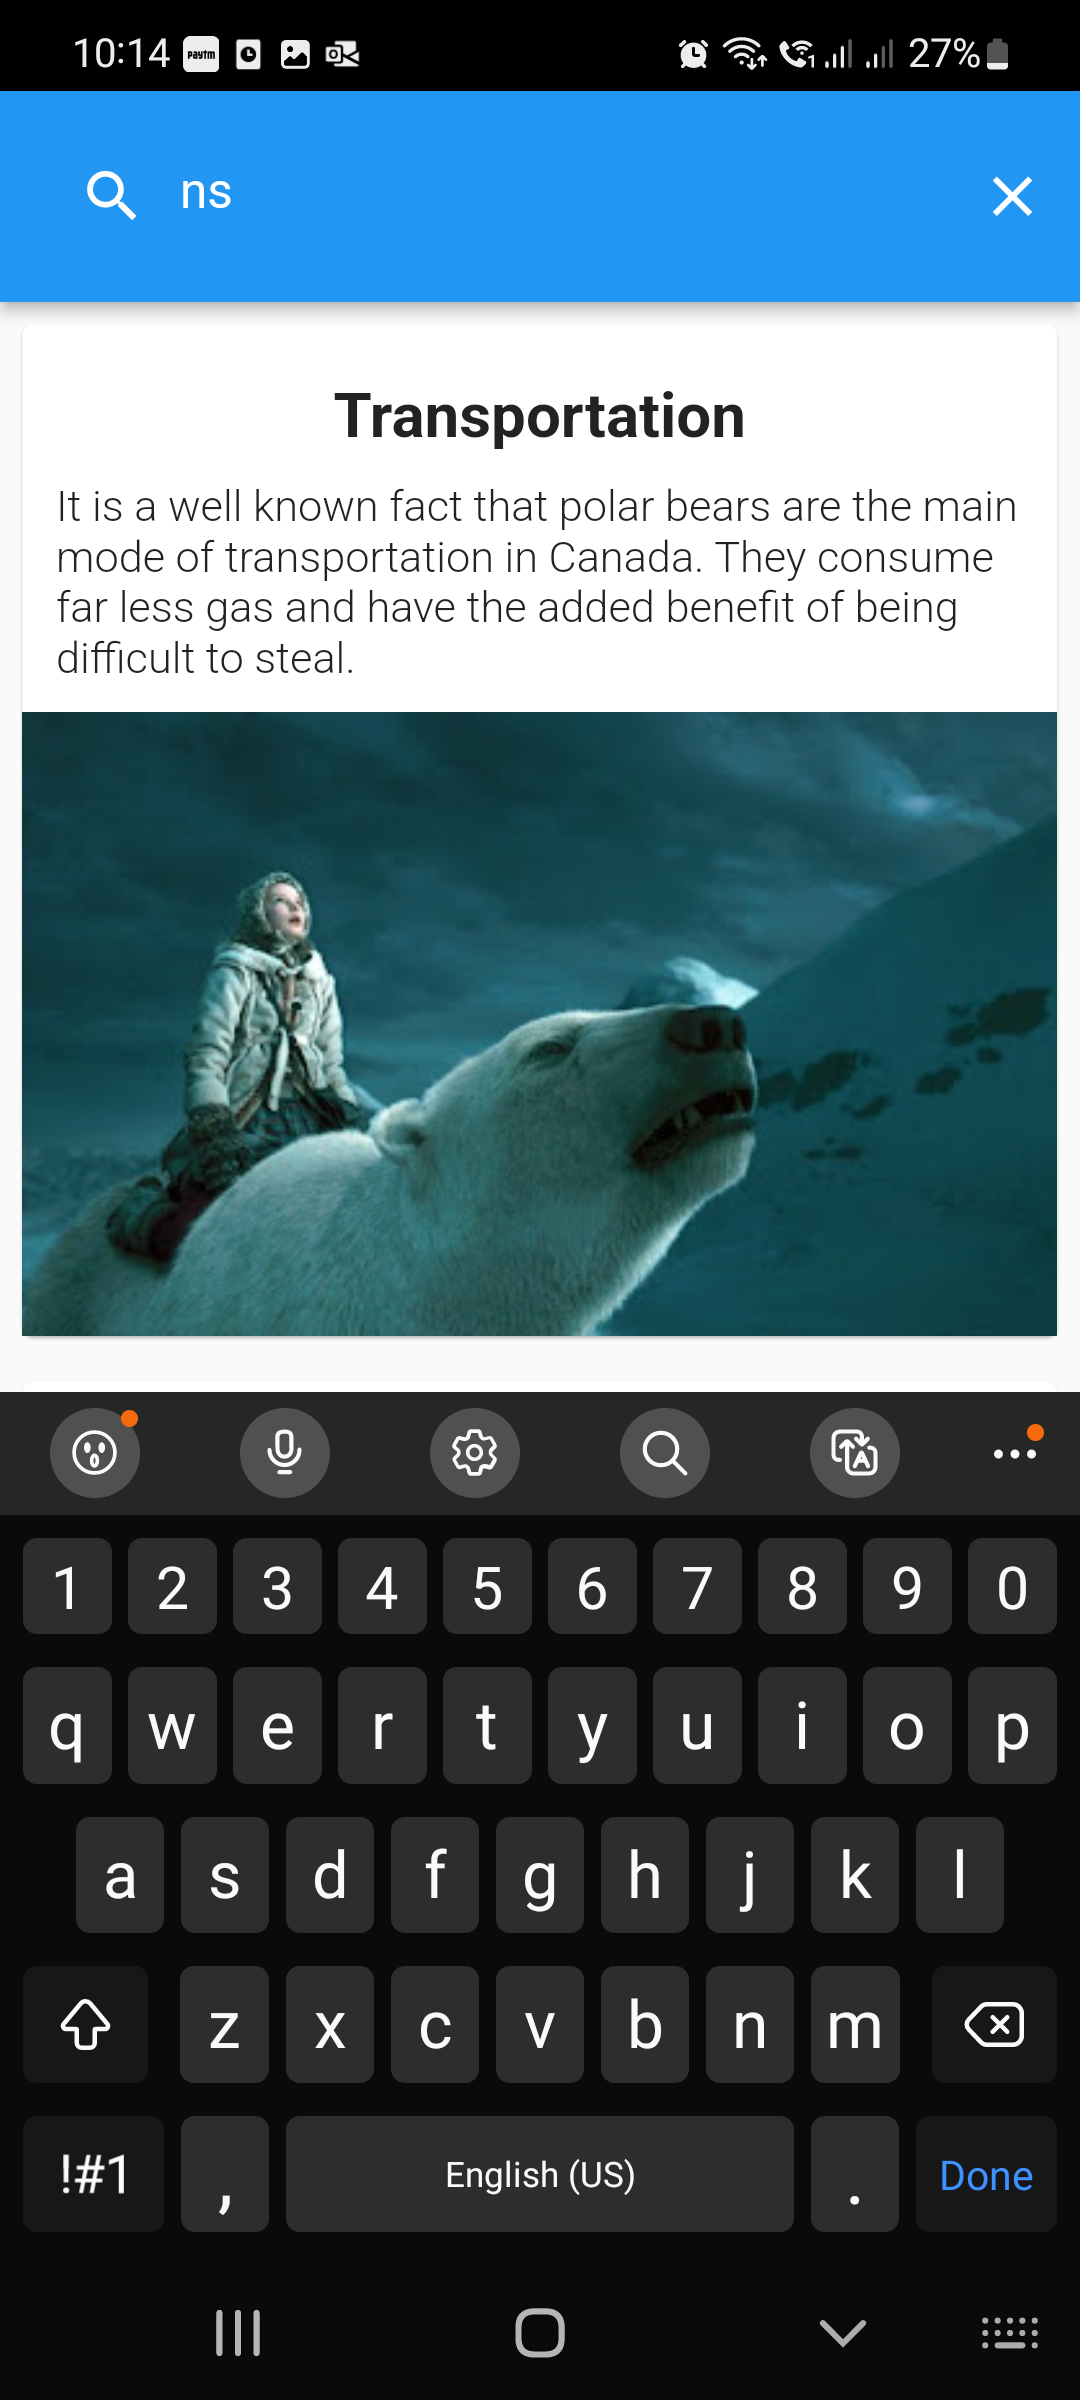 10:14 paytm 27%
ns
Transportation
It is a well known fact that polar bears are the main
mode of transportation in Canada. They consume
far less gas and have the added benefit of being
difficult to steal.
1 2 3 4 5 6 7 8 9 0
q w e r t y u i o p
a s d f g h j k l
z x c v b n m
!#1 , English (US) . Done